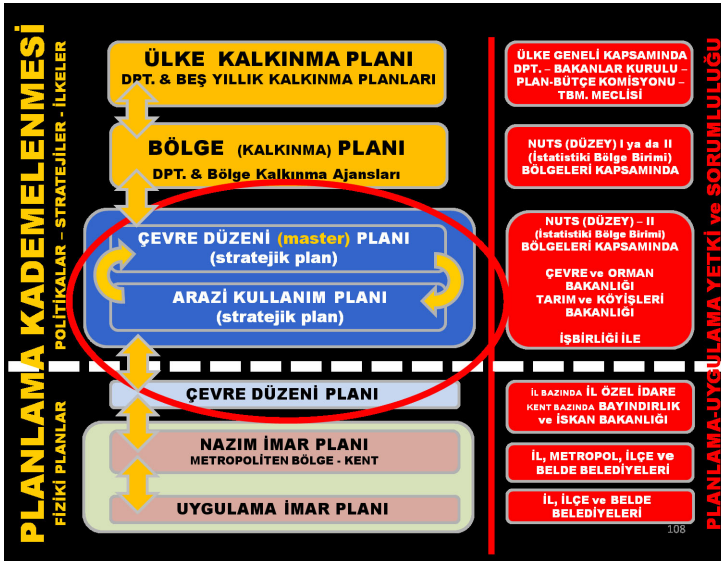 PLANLAMA KADEMELENMESİ
POLİTİKALAR – STRATEJİLER - İLKELER
FİZİKİ PLANLAR
ÜLKE KALKINMA PLANI
DPT. & BEŞ YILLIK KALKINMA PLANLARI
BÖLGE (KALKINMA) PLANI
DPT. & Bölge Kalkınma Ajansları
ÇEVRE DÜZENİ (master) PLANI
(stratejik plan)
ARAZİ KULLANIM PLANI
(stratejik plan)
ÇEVRE DÜZENİ PLANI
NAZIM İMAR PLANI
METROPOLİTEN BÖLGE - KENT
UYGULAMA İMAR PLANI
ÜLKE GENELİ KAPSAMINDA
DPT. – BAKANLAR KURULU –
PLAN-BÜTÇE KOMİSYONU –
TBM. MECLİSİ
NUTS (DÜZEY) I ya da II
(İstatistiki Bölge Birimi)
BÖLGELERİ KAPSAMINDA
NUTS (DÜZEY) – II
(İstatistiki Bölge Birimi)
BÖLGELERİ KAPSAMINDA
ÇEVRE ve ORMAN
BAKANLIĞI
TARIM ve KÖYİŞLERİ
BAKANLIĞI
İŞBİRLİĞİ İLE
İL BAZINDA İL ÖZEL İDARE
KENT BAZINDA BAYINDIRLIK
ve İSKAN BAKANLIĞI
İL, METROPOL, İLÇE ve
BELDE BELEDİYELERİ
İL, İLÇE ve BELDE
BELEDİYELERİ
108
PLANLAMA-UYGULAMA YETKİ ve SORUMLULUĞU